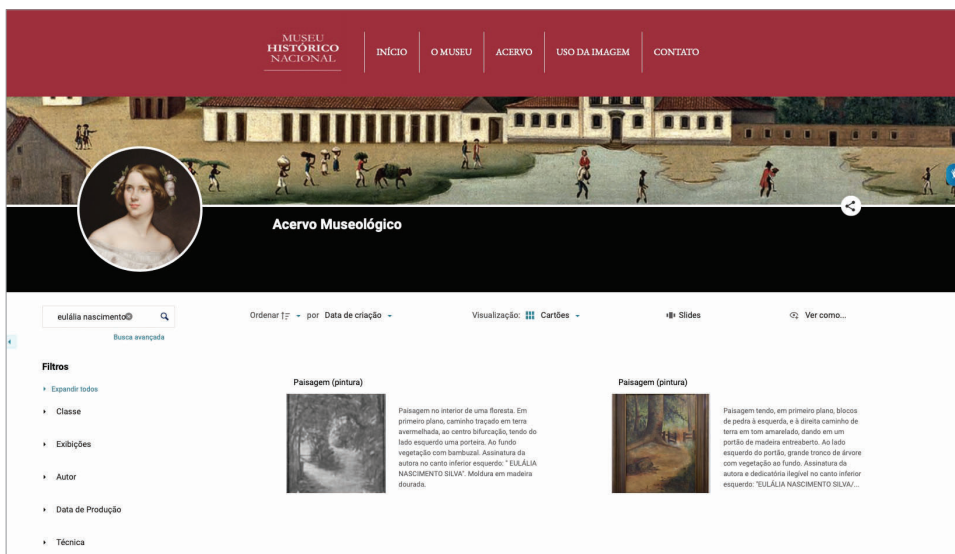 MUSEU
HISTÓRICO
NACIONAL
INÍCIO
O MUSEU
ACERVO
USO DA IMAGEM
CONTATO
Acervo Museológico
eulália nascimento
Busca avançada
Ordenar por Data de criação
Visualização: Cartões
Slides
Ver como...
Filtros
Expandir todos
Classe
Exibições
Autor
Data de Produção
Técnica
Paisagem (pintura)
Paisagem no interior de uma floresta. Em
primeiro plano, caminho traçado em terra
avermelhada, ao centro bifurcação, tendo do
lado esquerdo uma porteira. Ao fundo
vegetação com bambuzal. Assinatura da
autora no canto inferior esquerdo: " EULÁLIA
NASCIMENTO SILVA". Moldura em madeira
dourada.
Paisagem (pintura)
Paisagem tendo, em primeiro plano, blocos
de pedra à esquerda, e à direita caminho de
terra em tom amarelado, dando em um
portão de madeira entreaberto. Ao lado
esquerdo do portão, grande tronco de árvore
com vegetação ao fundo. Assinatura da
autora e dedicatória ilegível no canto inferior
esquerdo: "EULÁLIA NASCIMENTO SILVA/...